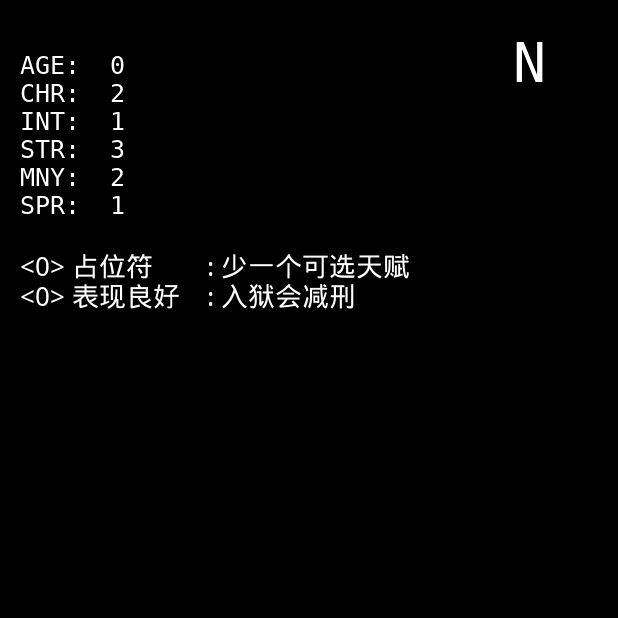 N
AGE: 0
CHR: 2
INT: 1
STR: 3
MNY: 2
SPR: 1
<O> 占位符 :少一个可选天赋
<O> 表现良好 :入狱会减刑